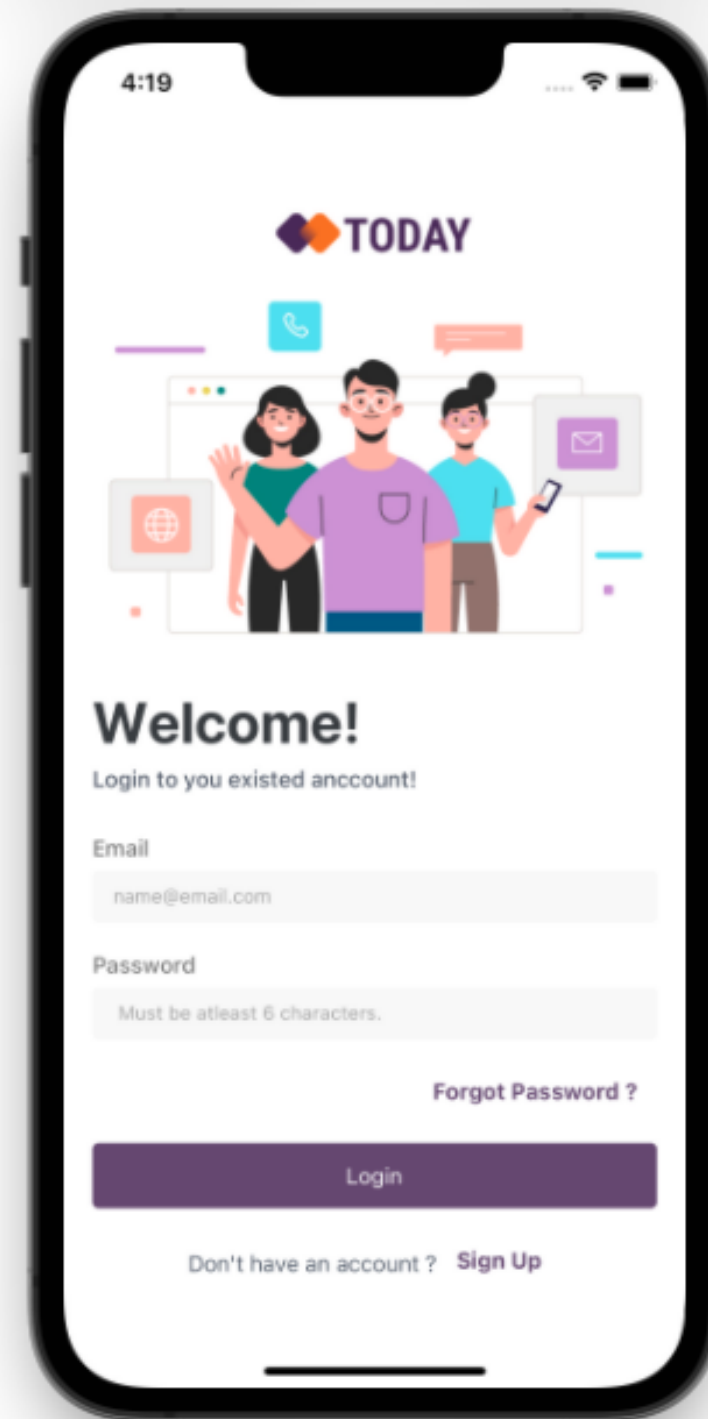 4:19
TODAY
Welcome!
Login to you existed anccount!
Email
name@email.com
Password
Must be atleast 6 characters.
Forgot Password ?
Login
Don't have an account ? Sign Up